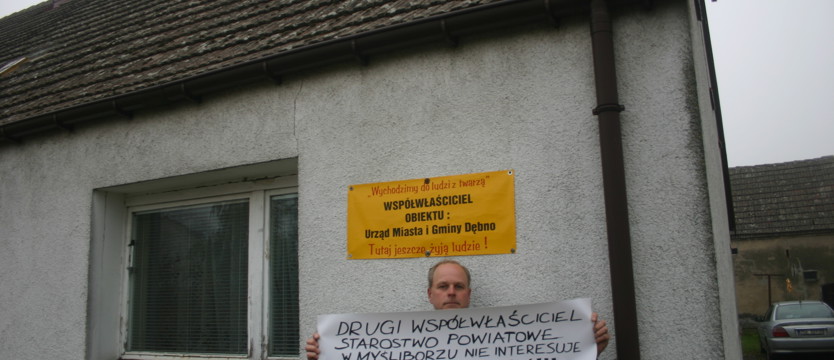 „Wychodzimy do ludzi z twarzą”
WSPÓŁWŁAŚCICIEL
OBIEKTU :
Urząd Miasta i Gminy Dębno
Tutaj jeszcze żyją ludzie !
DRUGI WSPÓŁWŁAŚCICIEL
STAROSTWO POWIATOWE
W MYŚLIBORZU NIE INTERESUJE